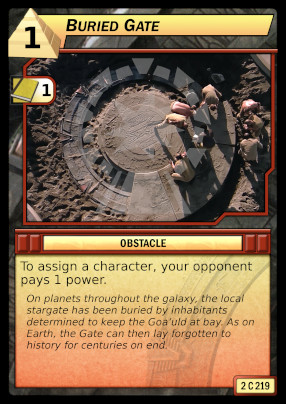 1
BURIED GATE
1
OBSTACLE
To assign a character, your opponent
pays 1 power.
On planets throughout the galaxy, the local
stargate has been buried by inhabitants
determined to keep the Goa'uld at bay. As on
Earth, the Gate can then lay forgotten to
history for centuries on end.
2 C 219